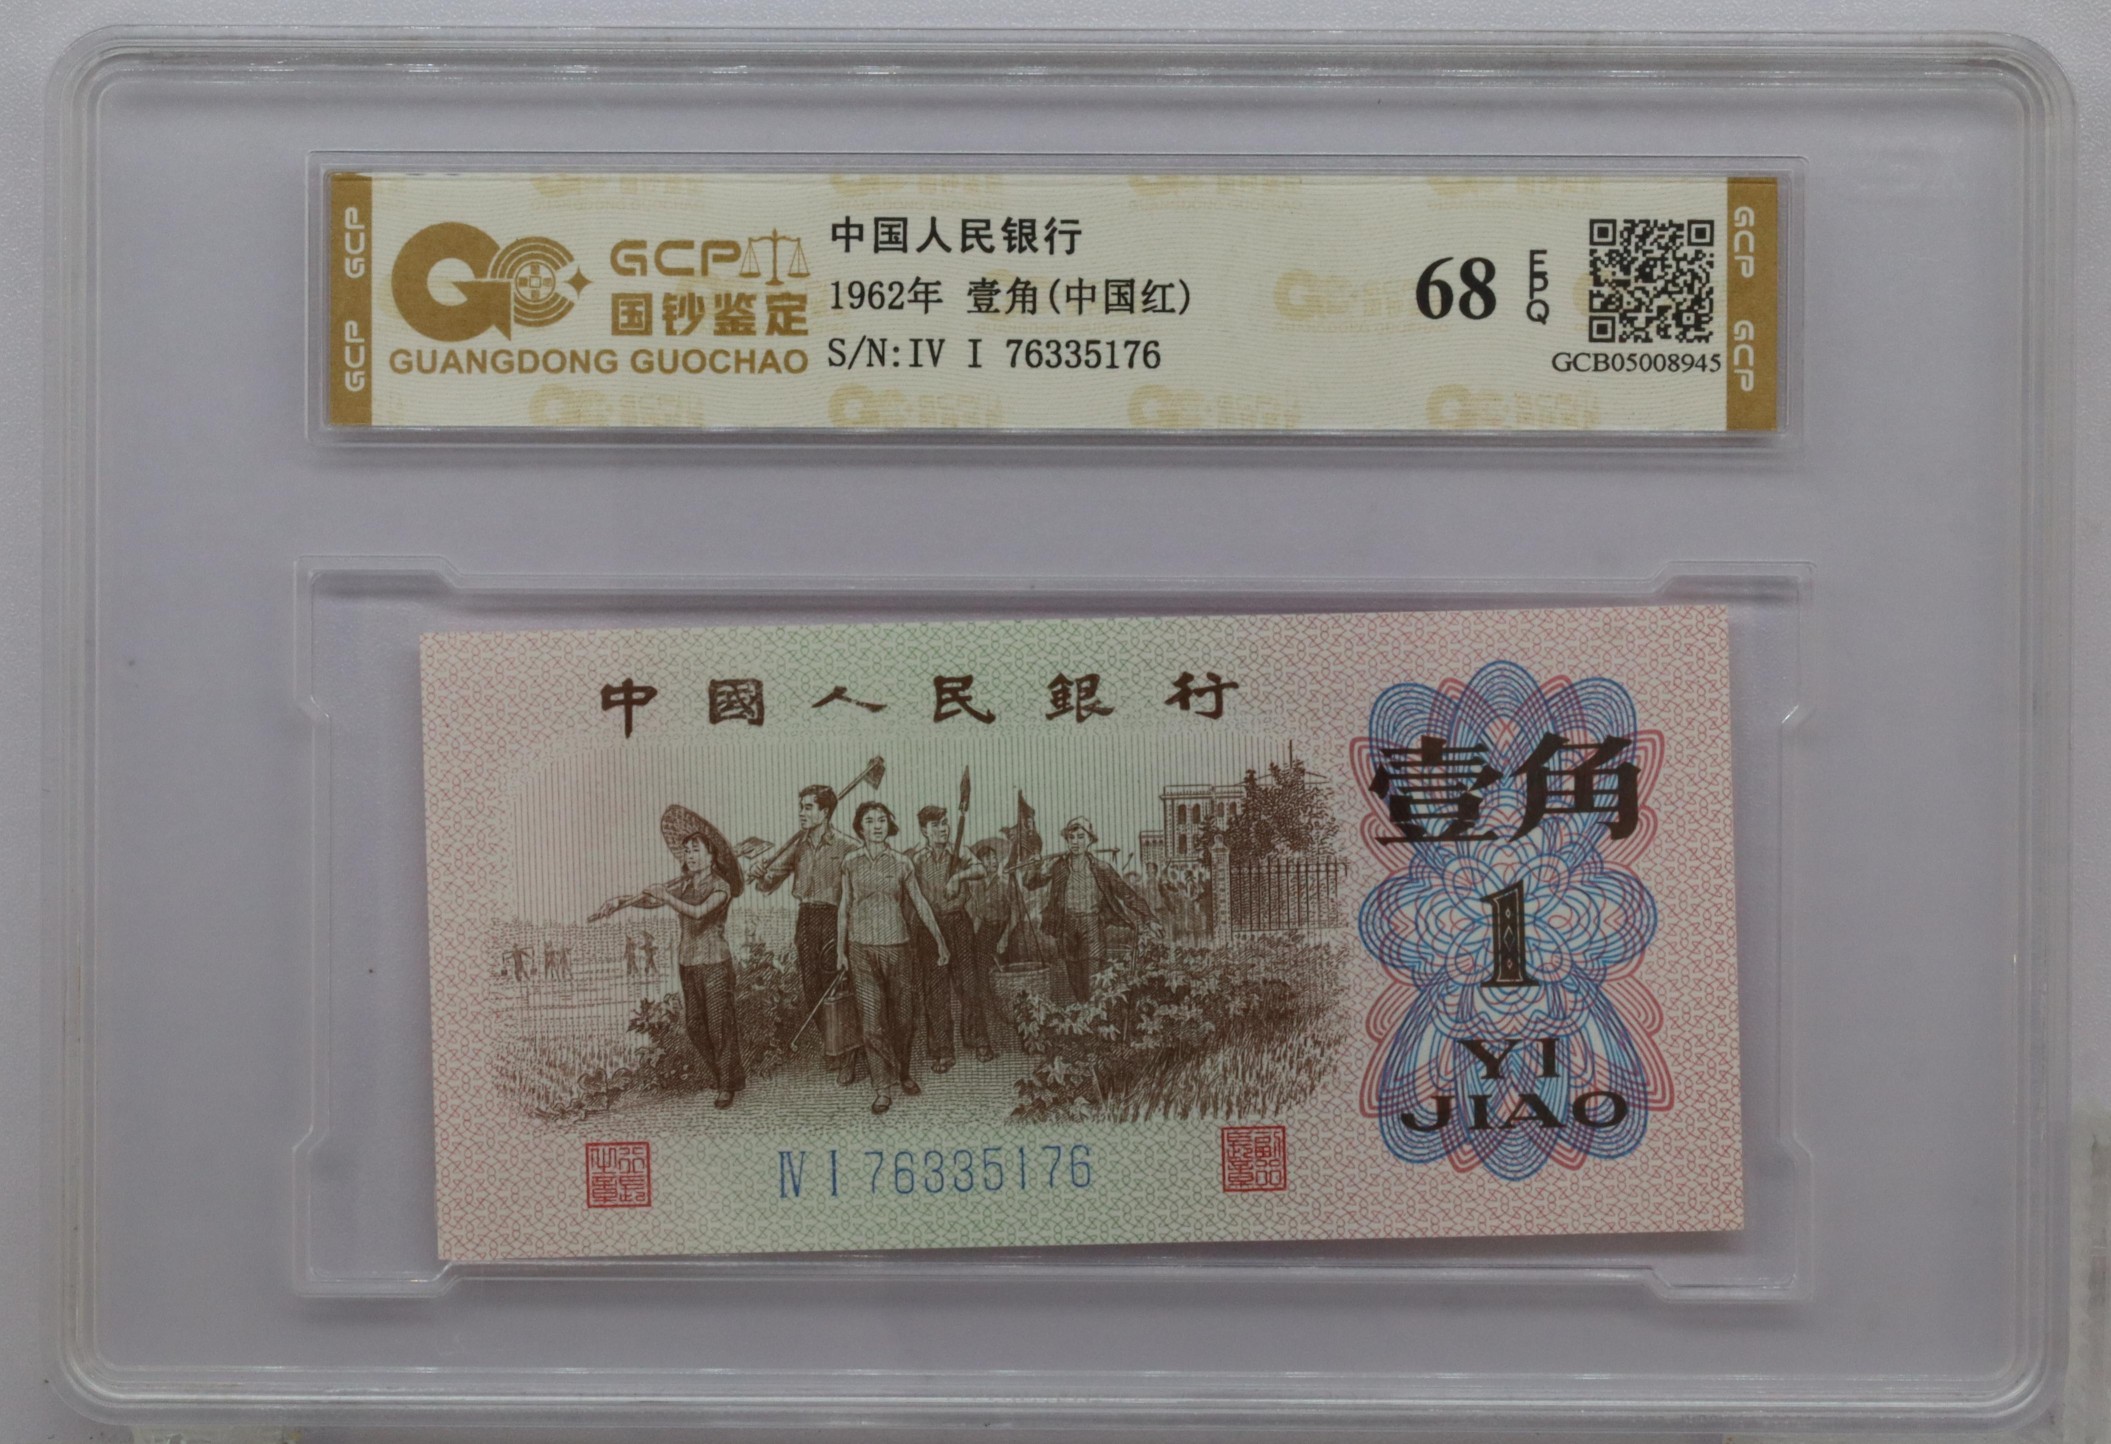 GCP
GCP
GCP
国钞鉴定
GUANGDONG GUOCHAO
中国人民银行
1962年 壹角(中国红)
S/N:IV I 76335176
68
EPQ
GCB05008945
GCP
GCP
中國人民銀行
壹角
1
YI
JIAO
Ⅳ Ⅰ 76335176